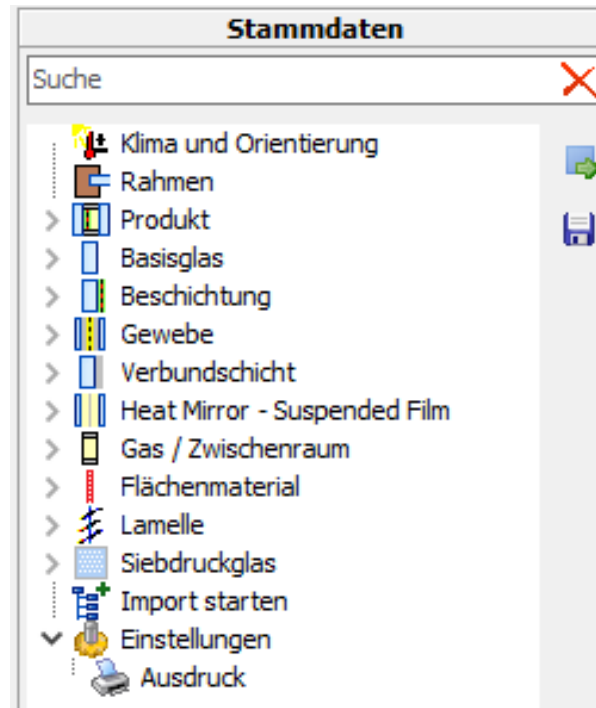 Stammdaten
Suche
Klima und Orientierung
Rahmen
Produkt
Basisglas
Beschichtung
Gewebe
Verbundschicht
Heat Mirror - Suspended Film
Gas / Zwischenraum
Flächenmaterial
Lamelle
Siebdruckglas
Import starten
Einstellungen
Ausdruck